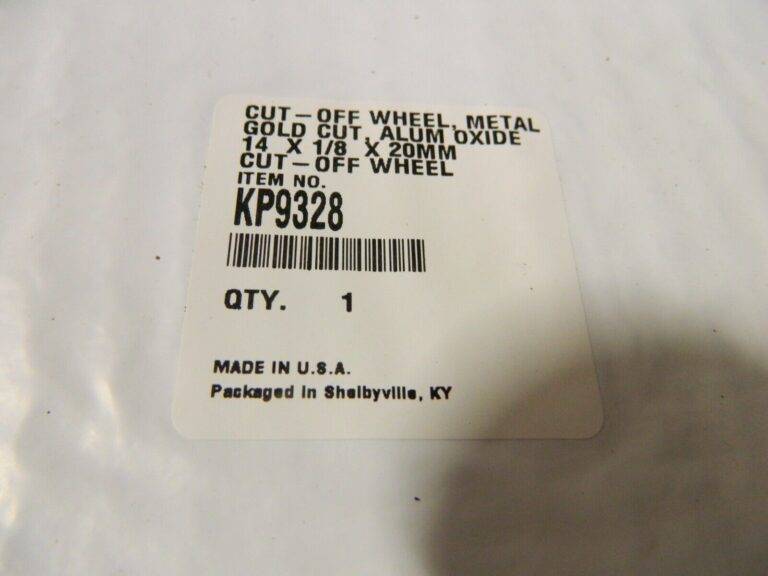 CUT-OFF WHEEL, METAL
GOLD CUT, ALUM OXIDE
14 X 1/8 X 20MM
CUT-OFF WHEEL
ITEM NO.
KP9328
QTY. 1
MADE IN U.S.A.
Packaged in Shelbyville, KY